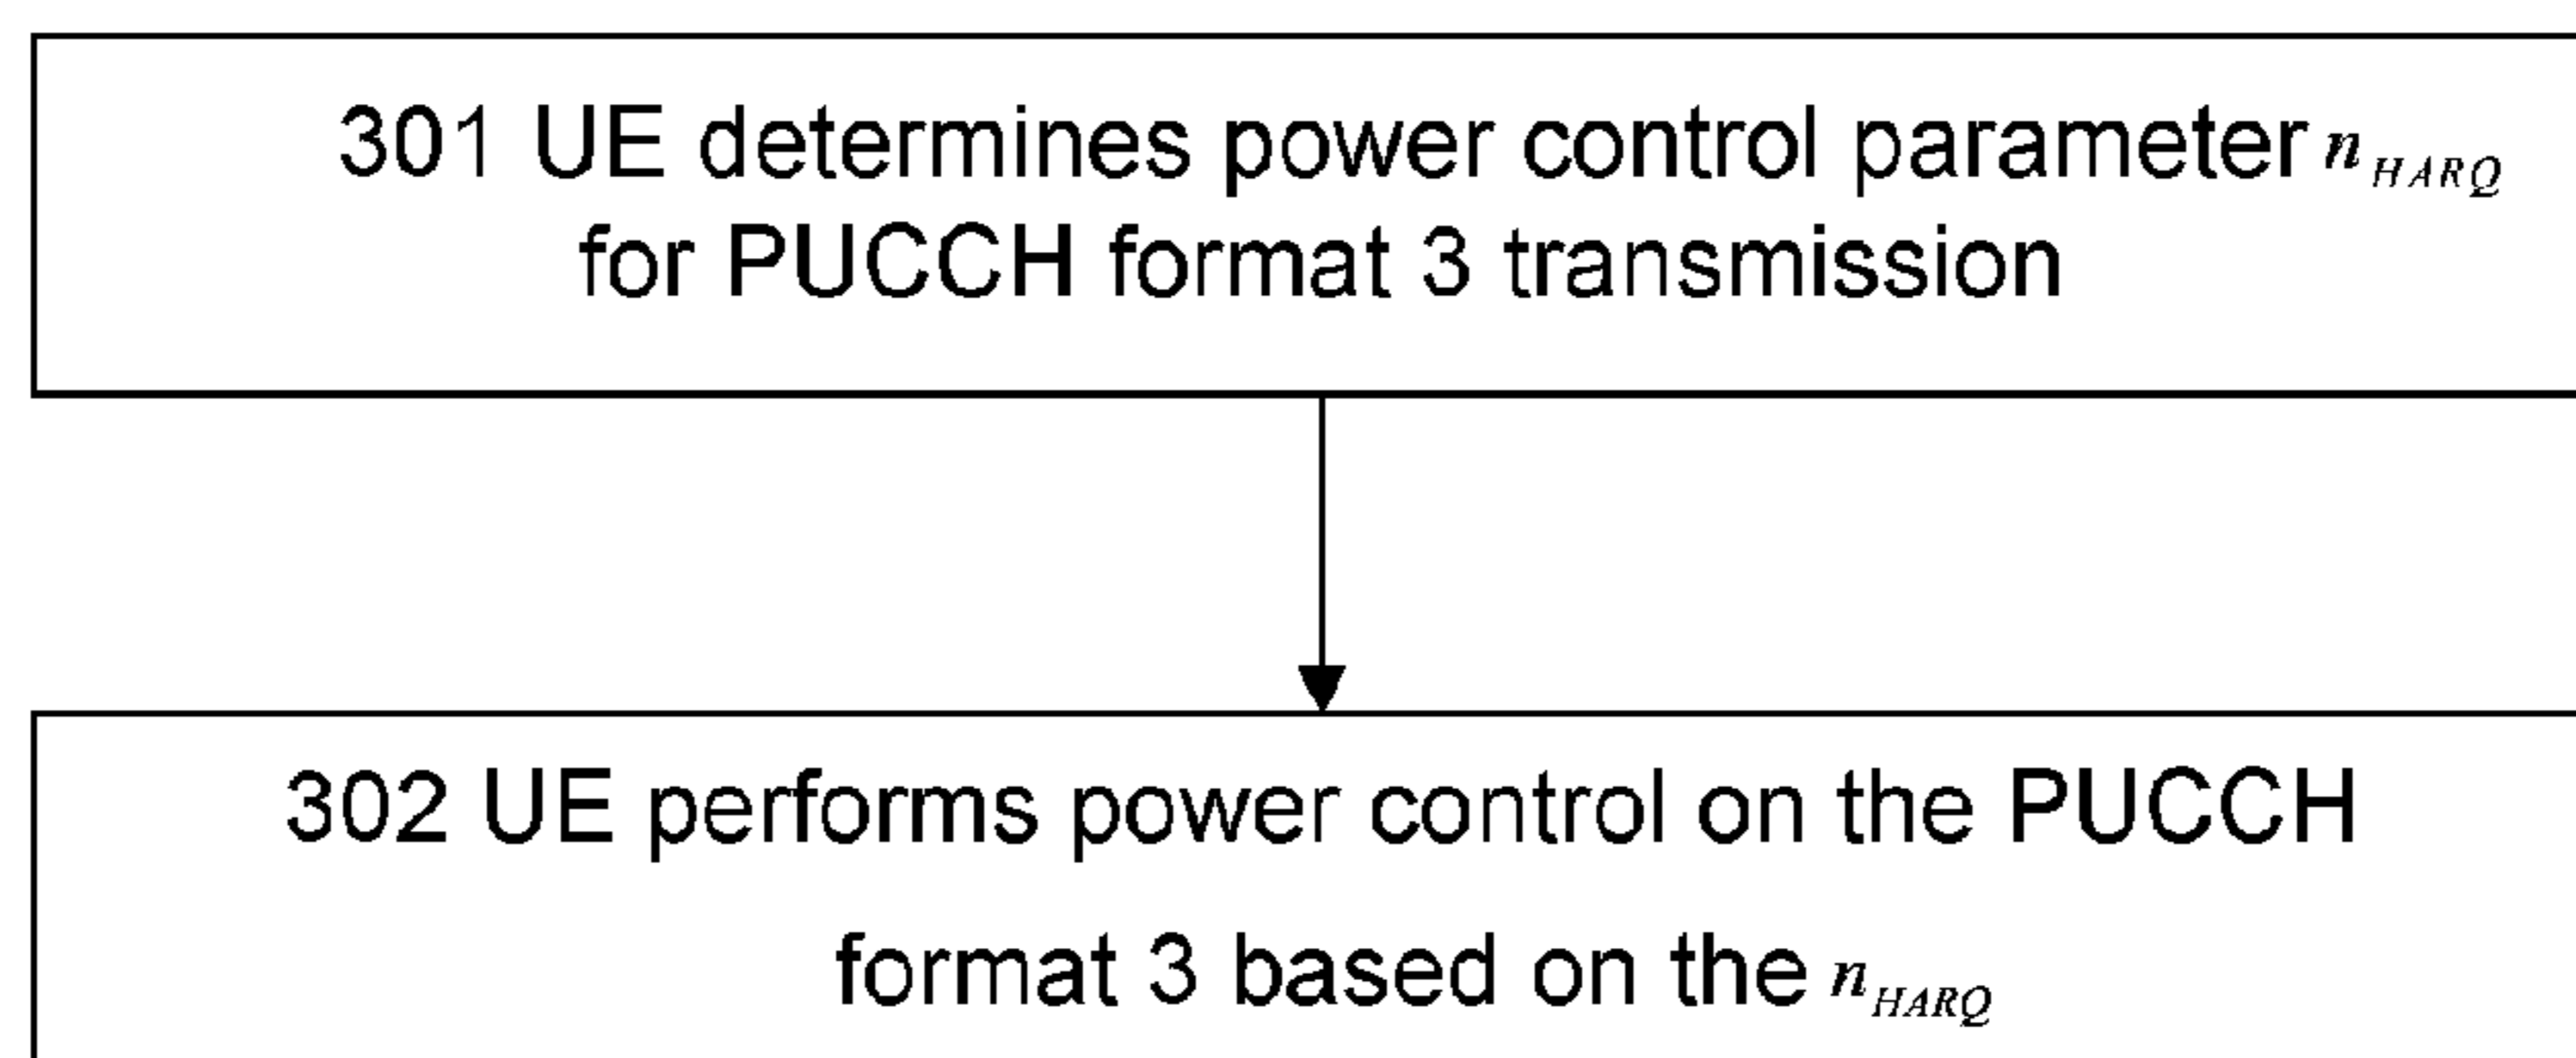 301 UE determines power control parameter n_HARQ
for PUCCH format 3 transmission
302 UE performs power control on the PUCCH
format 3 based on the n_HARQ